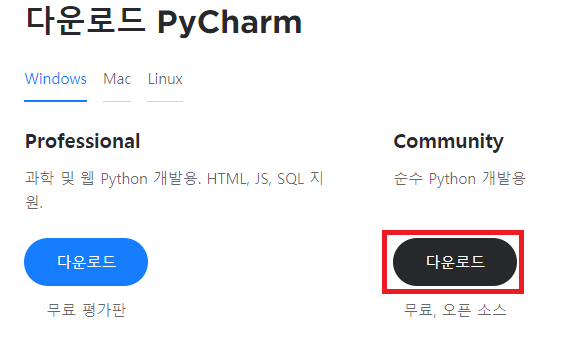 다운로드 PyCharm
Windows Mac Linux
Professional
과학 및 웹 Python 개발용. HTML, JS, SQL 지
원.
다운로드
무료 평가판
Community
순수 Python 개발용
다운로드
무료, 오픈 소스